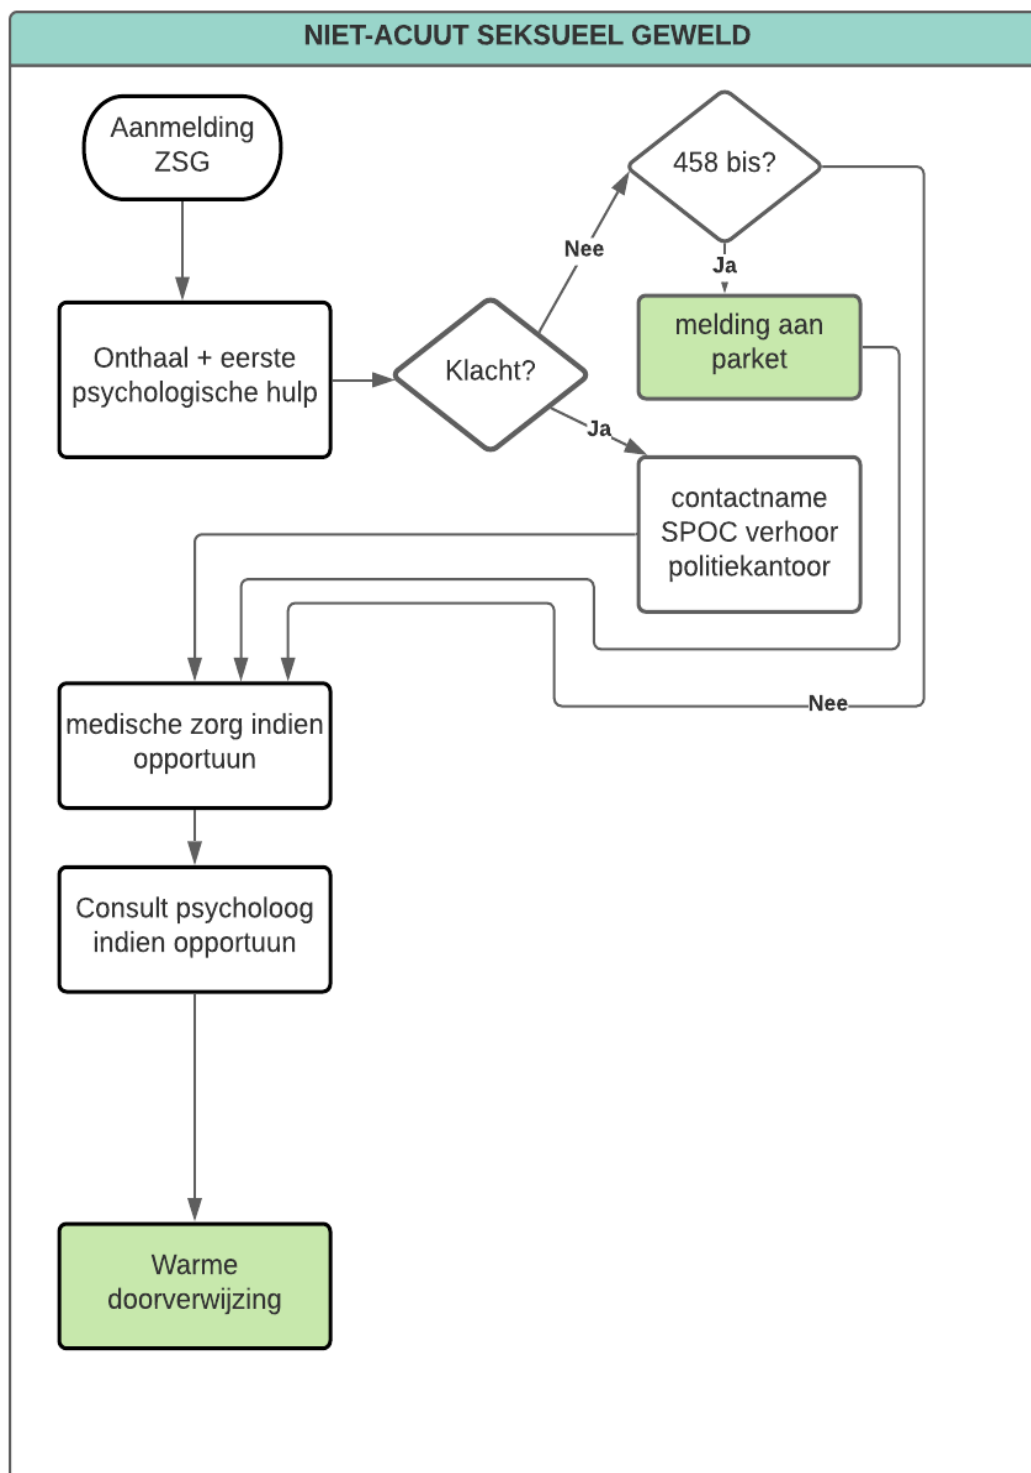 NIET-ACUUT SEKSUEEL GEWELD
Aanmelding
ZSG
458 bis?
Nee
Ja
melding aan
parket
Onthaal + eerste
psychologische hulp
Klacht?
Ja
contactname
SPOC verhoor
politiekantoor
Nee
medische zorg indien
opportuun
Consult psycholoog
indien opportuun
Warme
doorverwijzing